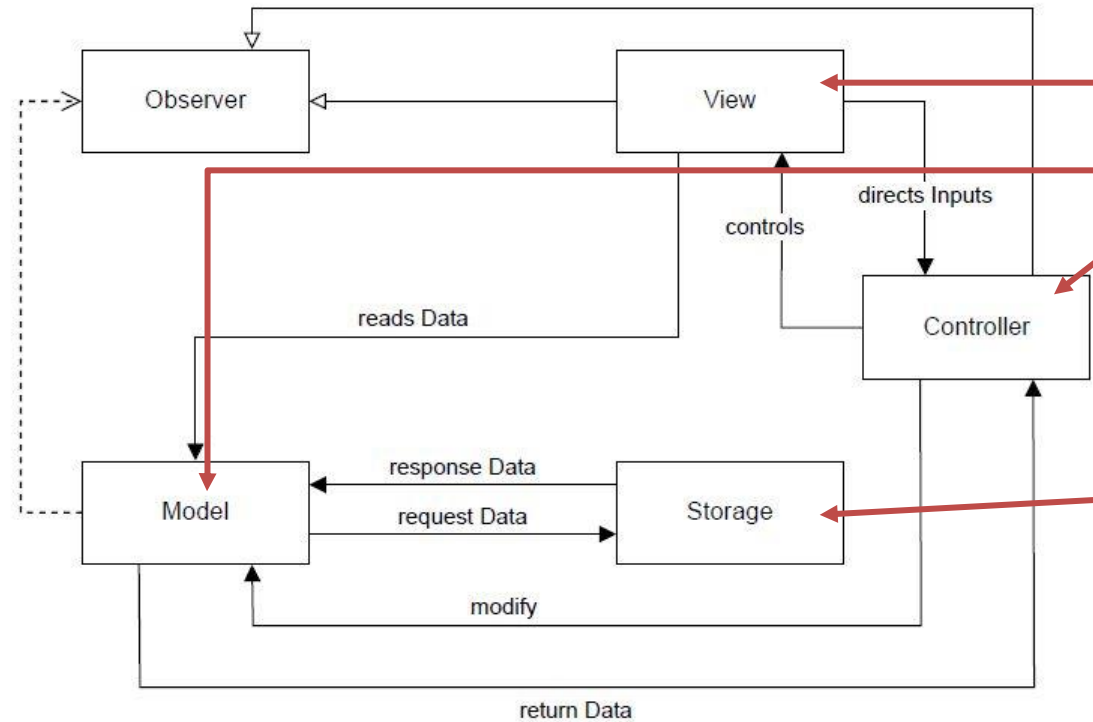 Observer
View
directs Inputs
controls
reads Data
Controller
response Data
Model
request Data
Storage
modify
return Data